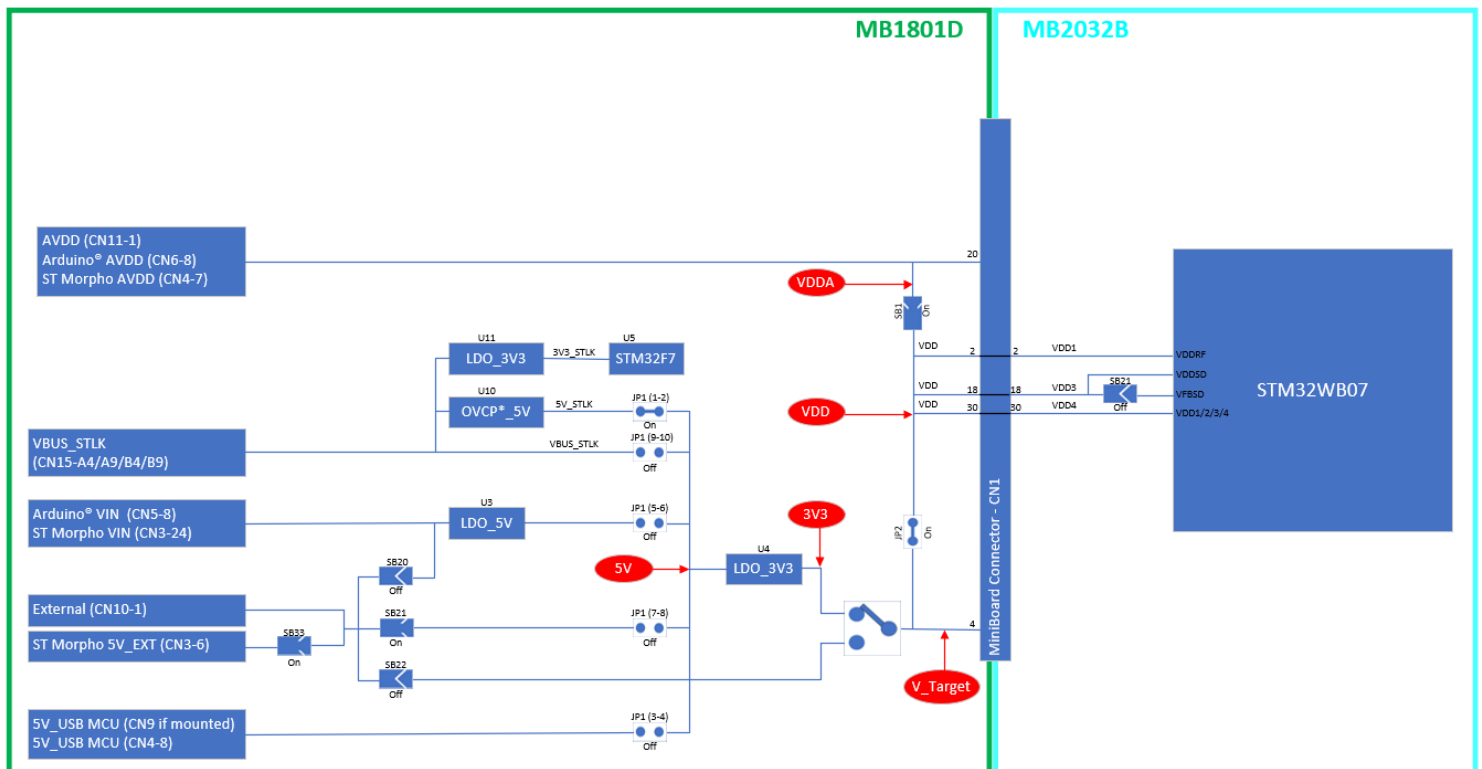 MB1801D
MB2032B
AVDD (CN11-1)
Arduino® AVDD (CN6-8)
ST Morpho AVDD (CN4-7)
20
VDDA
SB1
On
U11
LDO_3V3
3V3_STLK
U5
STM32F7
VDD
2
2
VDD1
VDDRF
VDDSD
VFBSD
VDD1/2/3/4
STM32WB07
U10
OVCP*_5V
5V_STLK
JP1 (1-2)
On
VDD
18
18
VDD3
SB21
Off
VDD
VDD
30
30
VDD4
VBUS_STLK
(CN15-A4/A9/B4/B9)
VBUS_STLK
JP1 (9-10)
Off
Arduino® VIN (CN5-8)
ST Morpho VIN (CN3-24)
U3
LDO_5V
JP1 (5-6)
Off
3V3
JP2
On
MiniBoard Connector - CN1
SB20
Off
5V
U4
LDO_3V3
External (CN10-1)
ST Morpho 5V_EXT (CN3-6)
SB33
On
SB21
On
JP1 (7-8)
Off
4
SB22
Off
V_Target
5V_USB MCU (CN9 if mounted)
5V_USB MCU (CN4-8)
JP1 (3-4)
Off